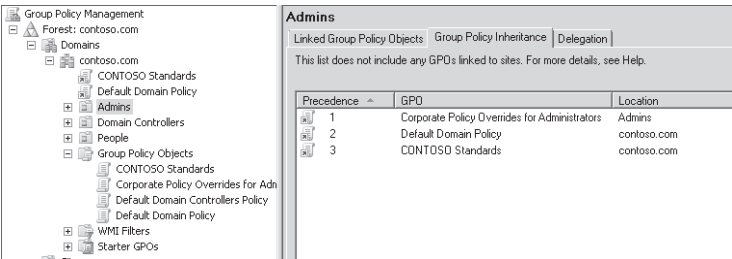 Group Policy Management
Forest: contoso.com
Domains
contoso.com
CONTOSO Standards
Default Domain Policy
Admins
Domain Controllers
People
Group Policy Objects
CONTOSO Standards
Corporate Policy Overrides for Adn
Default Domain Controllers Policy
Default Domain Policy
WMI Filters
Starter GPOs
Admins
Linked Group Policy Objects Group Policy Inheritance Delegation
This list does not include any GPOs linked to sites. For more details, see Help.
Precedence GPO Location
1 Corporate Policy Overrides for Administrators Admins
2 Default Domain Policy contoso.com
3 CONTOSO Standards contoso.com